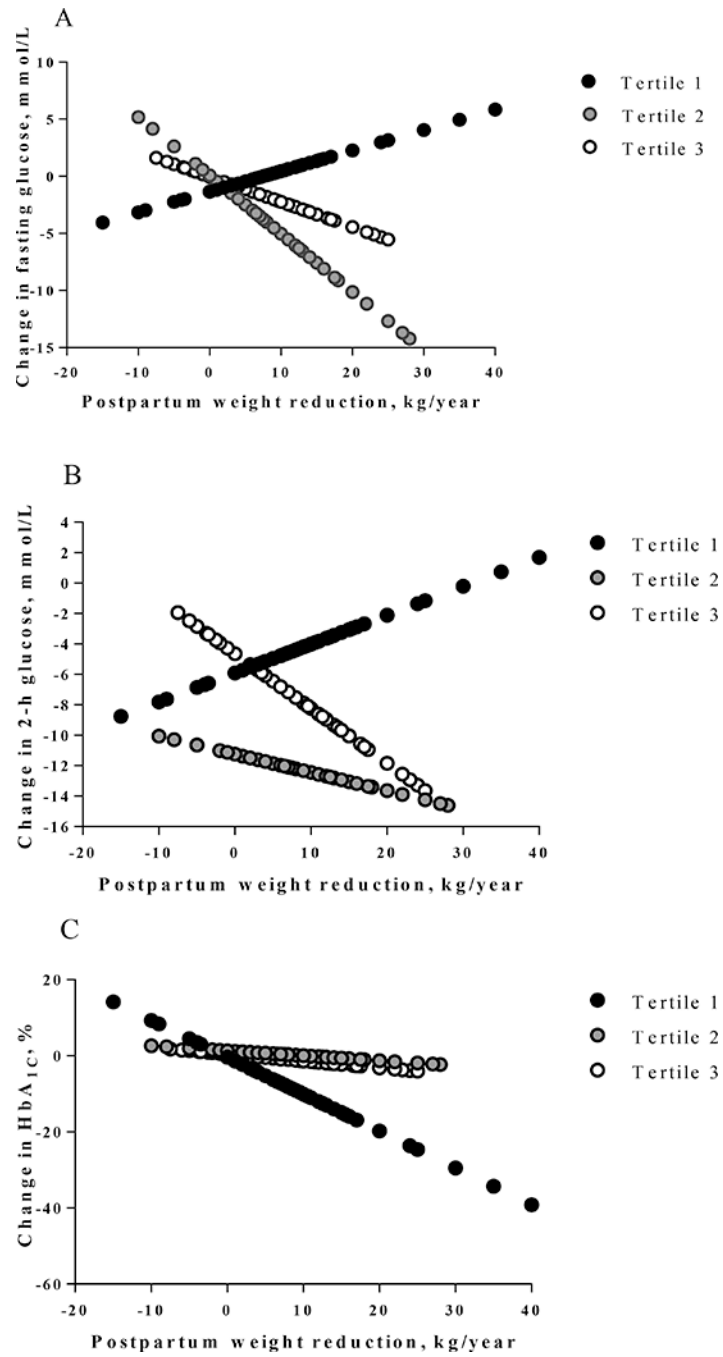 A
Change in fasting glucose, mmol/L
10
5
0
-5
-10
-15
-20 -10 0 10 20 30 40
Postpartum weight reduction, kg/year
Tertile 1
Tertile 2
Tertile 3
B
Change in 2-h glucose, mmol/L
4
2
0
-2
-4
-6
-8
-10
-12
-14
-16
-20 -10 0 10 20 30 40
Postpartum weight reduction, kg/year
Tertile 1
Tertile 2
Tertile 3
C
Change in HbA1C, %
20
0
-20
-40
-60
-20 -10 0 10 20 30 40
Postpartum weight reduction, kg/year
Tertile 1
Tertile 2
Tertile 3